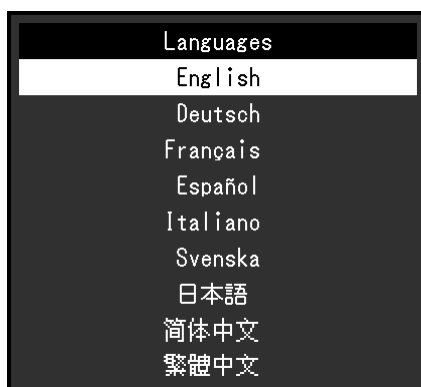 Languages
English
Deutsch
Français
Español
Italiano
Svenska
日本語
简体中文
繁體中文